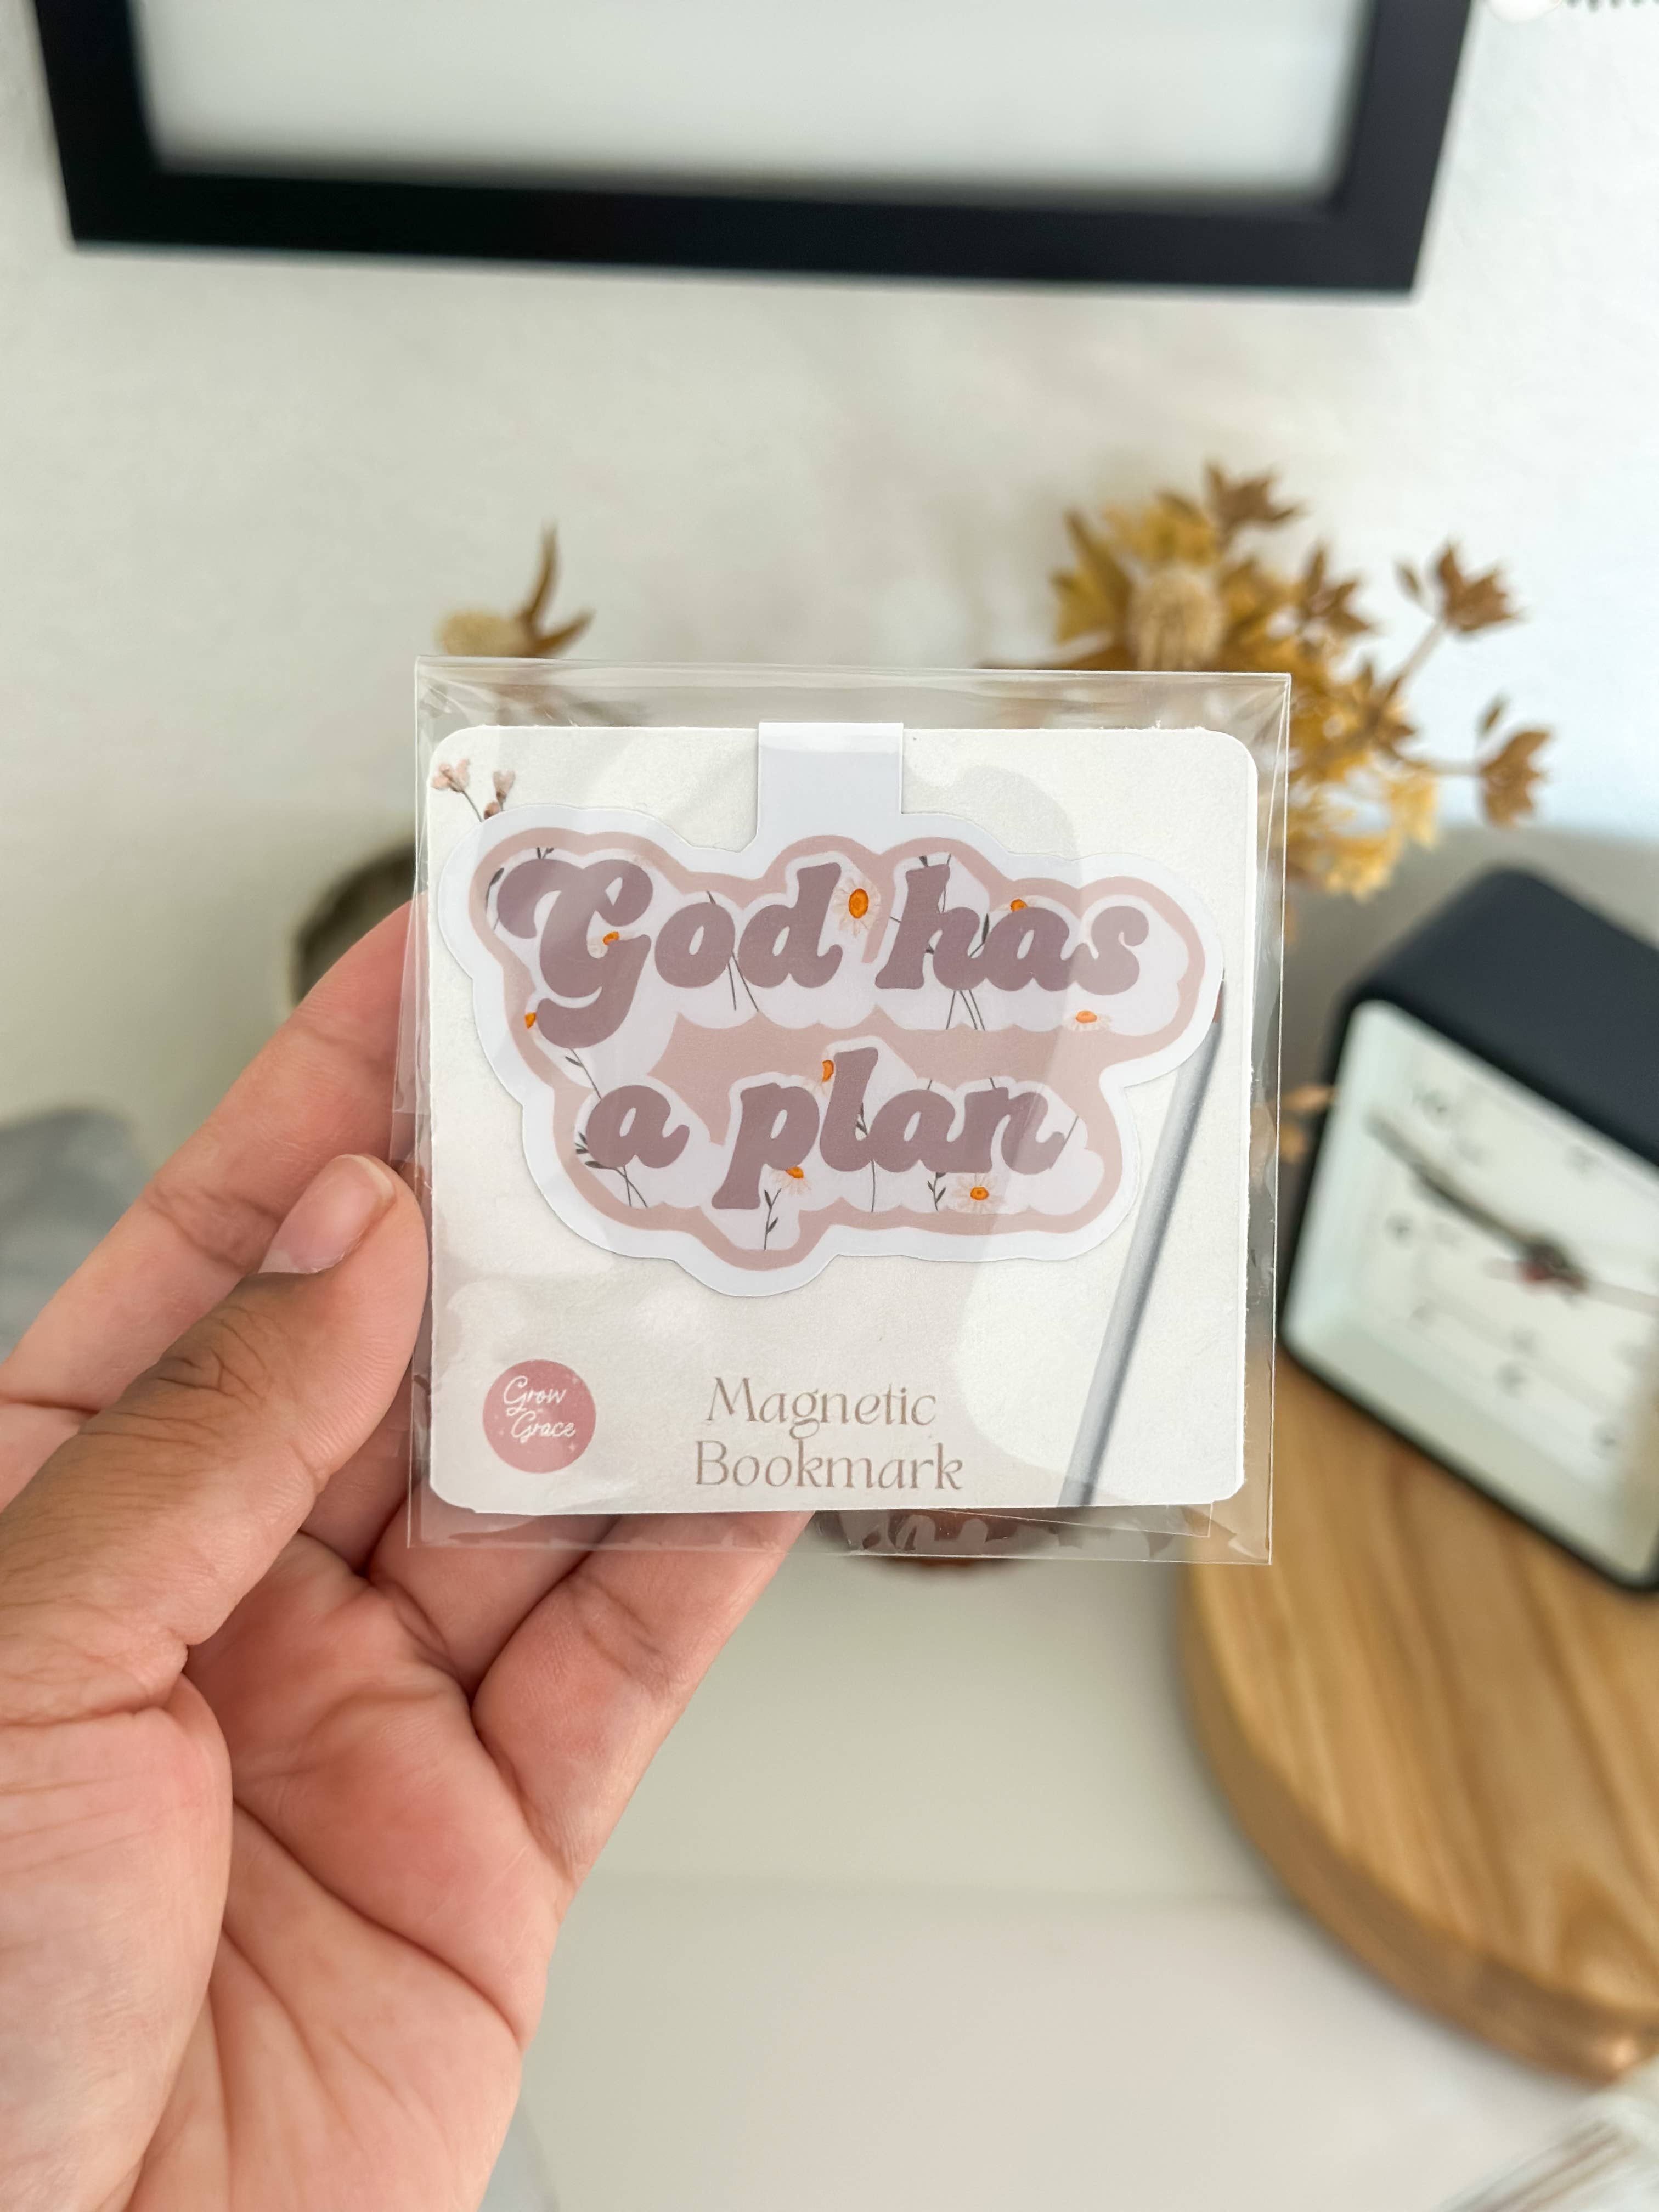 God has
a plan
Grow
Grace
Magnetic
Bookmark